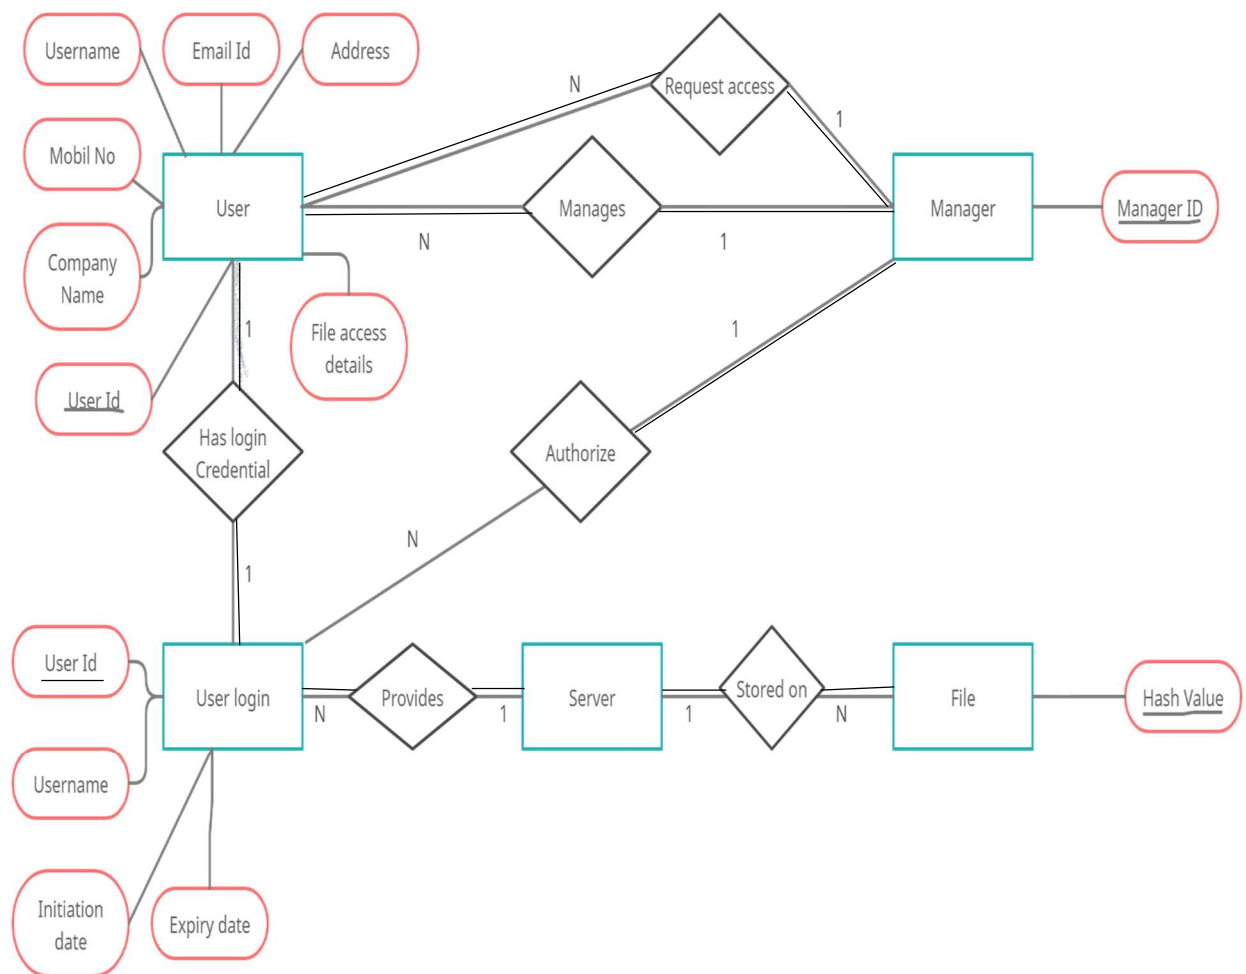 Username
Email Id
Address
N
Request access
1
Mobil No
User
Manages
Manager
Manager ID
N
1
Company
Name
1
File access
details
1
User Id
Has login
Credential
Authorize
N
1
User Id
User login
Provides
Server
Stored on
File
Hash Value
N
1
1
N
Username
Initiation
date
Expiry date